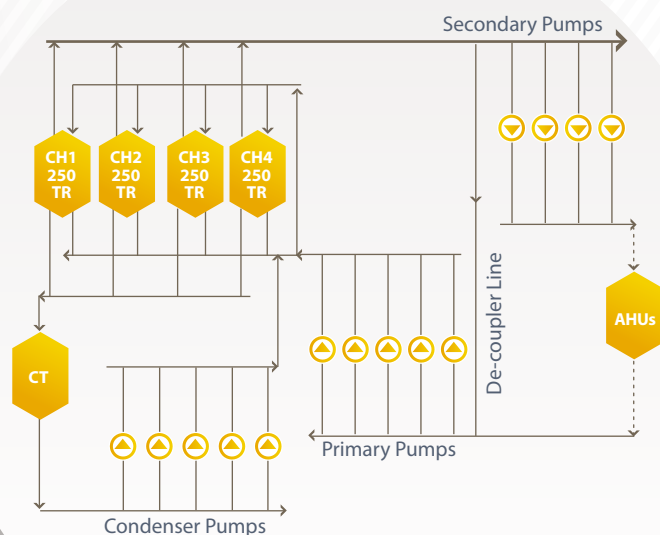 Secondary Pumps
CH1
250
TR
CH2
250
TR
CH3
250
TR
CH4
250
TR
De-coupler Line
AHUs
CT
Primary Pumps
Condenser Pumps